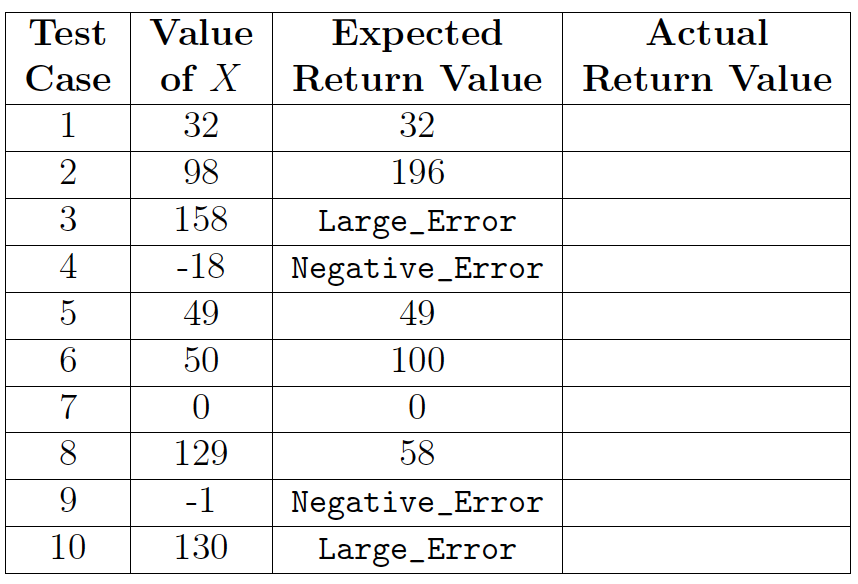 Test Value Expected Actual
Case of X Return Value Return Value
1 32 32
2 98 196
3 158 Large_Error
4 -18 Negative_Error
5 49 49
6 50 100
7 0 0
8 129 58
9 -1 Negative_Error
10 130 Large_Error